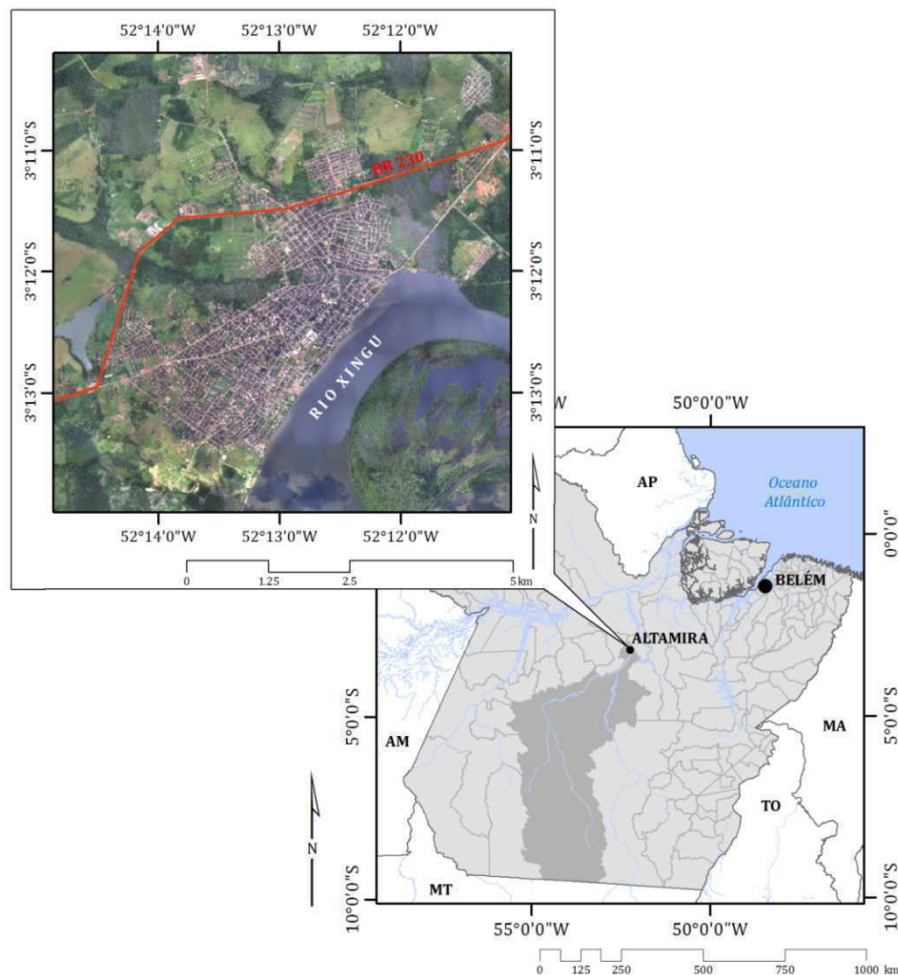 52°14'0"W 52°13'0"W 52°12'0"W
3°11'0"S
3°11'0"S
BR 230
3°12'0"S
3°12'0"S
RIO XINGU
3°13'0"S
3°13'0"S
52°14'0"W 52°13'0"W 52°12'0"W
N
0 125 2.5 5 km
0"W 50°0'0"W
AP
Oceano
Atlântico
0°0'0"
BELÉM
ALTAMIRA
5°0'0"S
5°0'0"S
AM
MA
TO
N
MT
10°0'0"S
10°0'0"S
55°0'0"W 50°0'0"W
0 125 250 500 750 1000 km